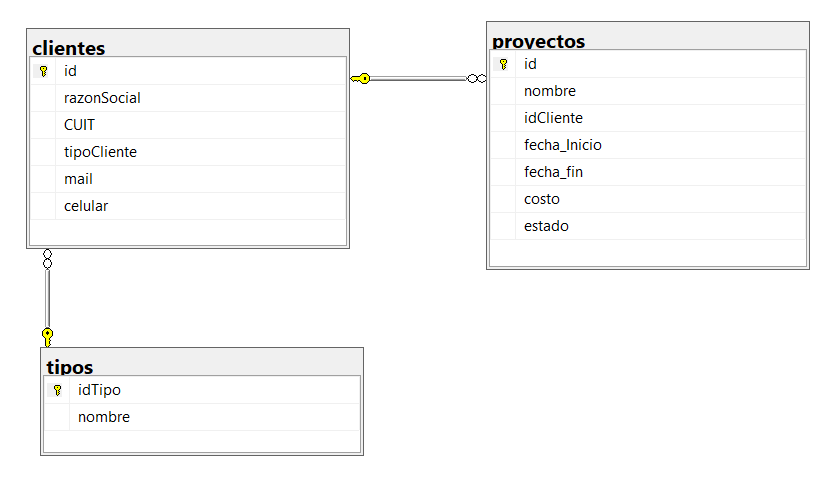 clientes
id
razonSocial
CUIT
tipoCliente
mail
celular
proyectos
id
nombre
idCliente
fecha_Inicio
fecha_fin
costo
estado
tipos
idTipo
nombre